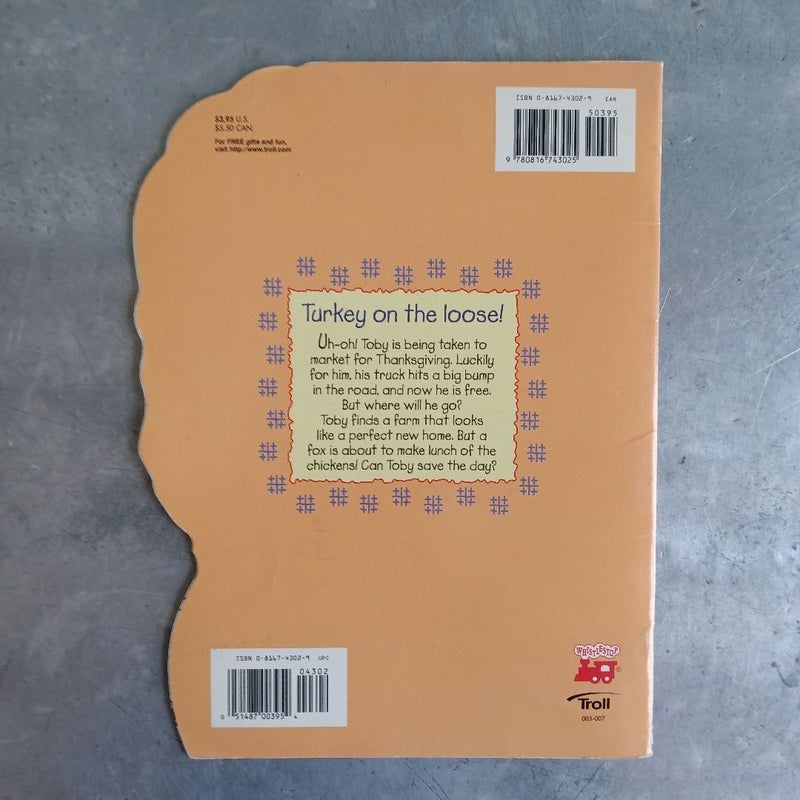 $3.95 U.S.
$5.50 CAN.
For FREE gifts and fun,
visit http://www.troll.com
ISBN 0-8167-4302-9 EAN
50395
9 780816 743025
Turkey on the loose!
Uh-oh! Toby is being taken to
market for Thanksgiving. Luckily
for him, his truck hits a big bump
in the road, and now he is free.
But where will he go?
Toby finds a farm that looks
like a perfect new home. But a
fox is about to make lunch of the
chickens! Can Toby save the day?
ISBN 0-8167-4302-9 UPC
04302
0 51487 00395 4
WHISTLESTOP®
Troll
003-007